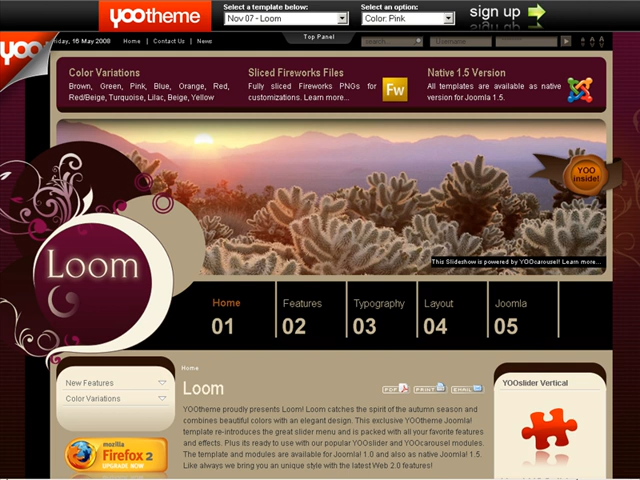 yootheme
Select a template below:
Nov 07 - Loom
Select an option:
Color: Pink
sign up
yoo
iday, 16 May 2008
Home | Contact Us | News
Top Panel
search...
Username
Color Variations
Brown, Green, Pink, Blue, Orange, Red,
Red/Beige, Turquoise, Lilac, Beige, Yellow
Sliced Fireworks Files
Fully sliced Fireworks PNGs for
customizations. Learn more...
Fw
Native 1.5 Version
All templates are available as native
version for Joomla 1.5.
YOO
inside!
This Slideshow is powered by YOOcarousel! Learn more...
Loom
Home
01
Features
02
Typography
03
Layout
04
Joomla
05
New Features
Color Variations
mozilla
Firefox 2
UPGRADE NOW
Home
Loom
PDF
PRINT
EMAIL
YOOtheme proudly presents Loom! Loom catches the spirit of the autumn season and
combines beautiful colors with an elegant design. This exclusive YOOtheme Joomla!
template re-introduces the great slider menu and is packed with all your favorite features
and effects. Plus its ready to use with our popular YOOslider and YOOcarousel modules.
The template and modules are available for Joomla! 1.0 and also as native Joomla! 1.5.
Like always we bring you an unique style with the latest Web 2.0 features!
YOOslider Vertical